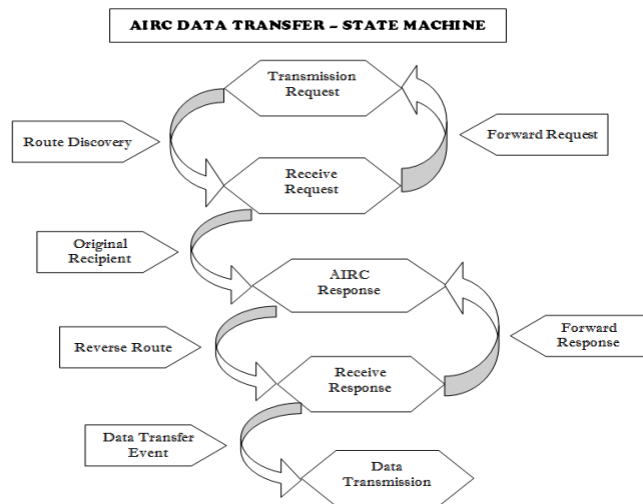 AIRC DATA TRANSFER – STATE MACHINE
Transmission
Request
Route Discovery
Forward Request
Receive
Request
Original
Recipient
AIRC
Response
Reverse Route
Forward
Response
Receive
Response
Data Transfer
Event
Data
Transmission